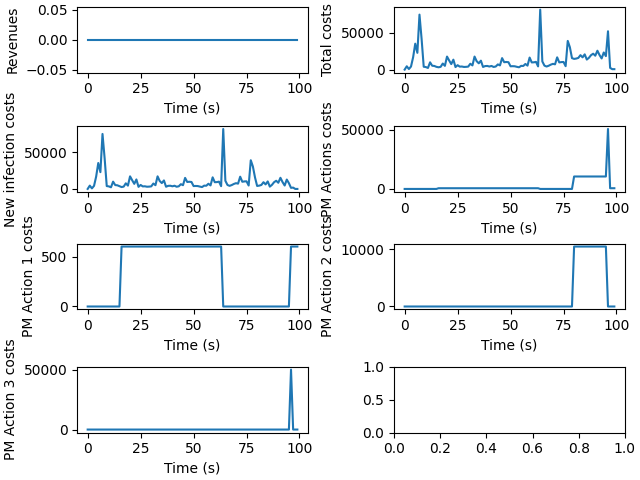 Revenues
0.05
0.00
−0.05
0 25 50 75 100
Time (s)
Total costs
50000
0
0 25 50 75 100
Time (s)
New infection costs
50000
0
0 25 50 75 100
Time (s)
PM Actions costs
50000
0
0 25 50 75 100
Time (s)
PM Action 1 costs
500
0
0 25 50 75 100
Time (s)
PM Action 2 costs
10000
0
0 25 50 75 100
Time (s)
PM Action 3 costs
50000
0
0 25 50 75 100
Time (s)
1.0
0.5
0.0
0.0 0.2 0.4 0.6 0.8 1.0